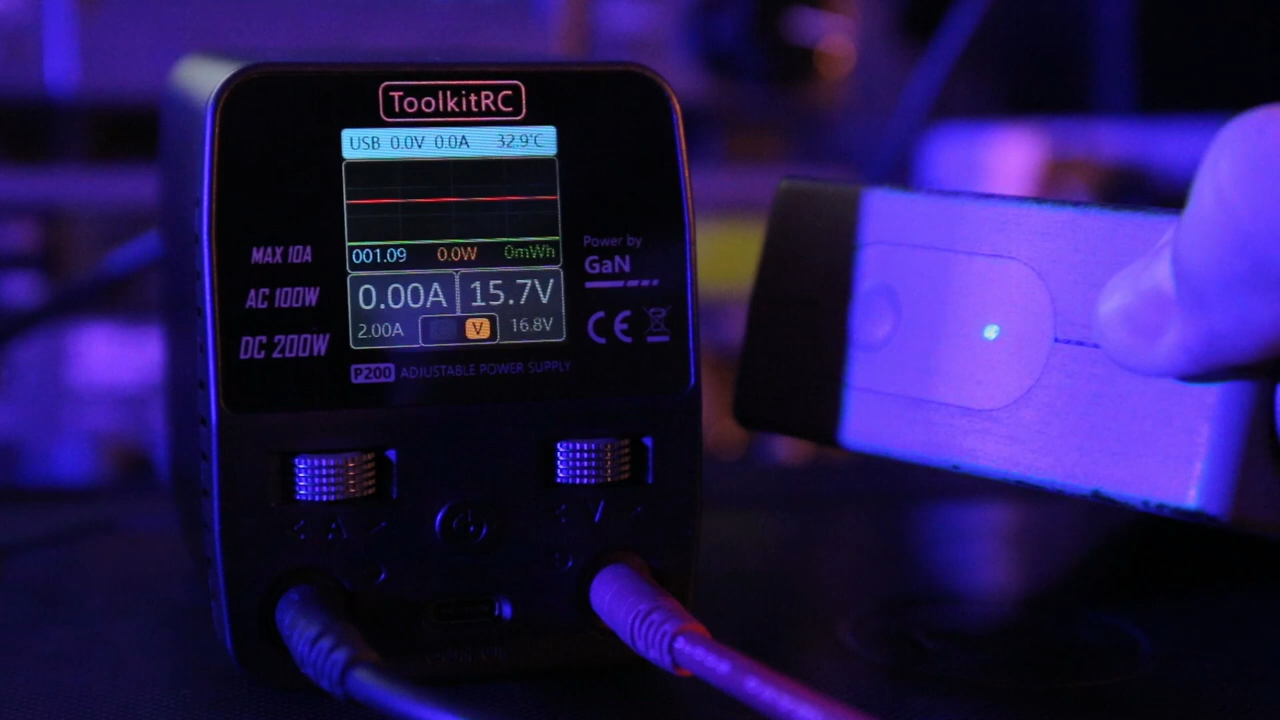 ToolkitRC
USB 0.0V 0.0A 32.9°C
001.09 0.0W 0mWh
0.00A 15.7V
2.00A V 16.8V
MAX 10A
AC 100W
DC 200W
Power by
GaN
CE
P200 ADJUSTABLE POWER SUPPLY
< A >
< V >